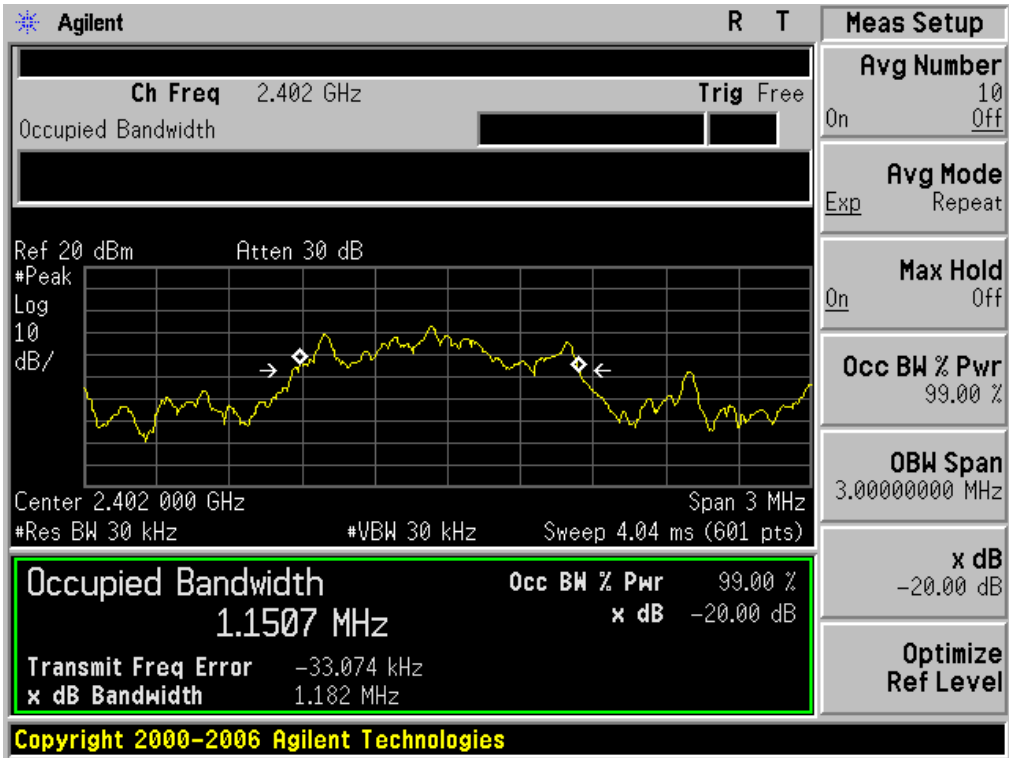 Agilent R T
Meas Setup
Ch Freq 2.402 GHz Trig Free
Occupied Bandwidth
Avg Number
10
On Off
Avg Mode
Exp Repeat
Max Hold
On Off
Occ BW % Pwr
99.00 %
OBW Span
3.00000000 MHz
x dB
-20.00 dB
Optimize
Ref Level
Ref 20 dBm Atten 30 dB
#Peak
Log
10
dB/
Center 2.402 000 GHz Span 3 MHz
#Res BW 30 kHz #VBW 30 kHz Sweep 4.04 ms (601 pts)
Occupied Bandwidth
1.1507 MHz
Occ BW % Pwr 99.00 %
x dB -20.00 dB
Transmit Freq Error -33.074 kHz
x dB Bandwidth 1.182 MHz
Copyright 2000-2006 Agilent Technologies